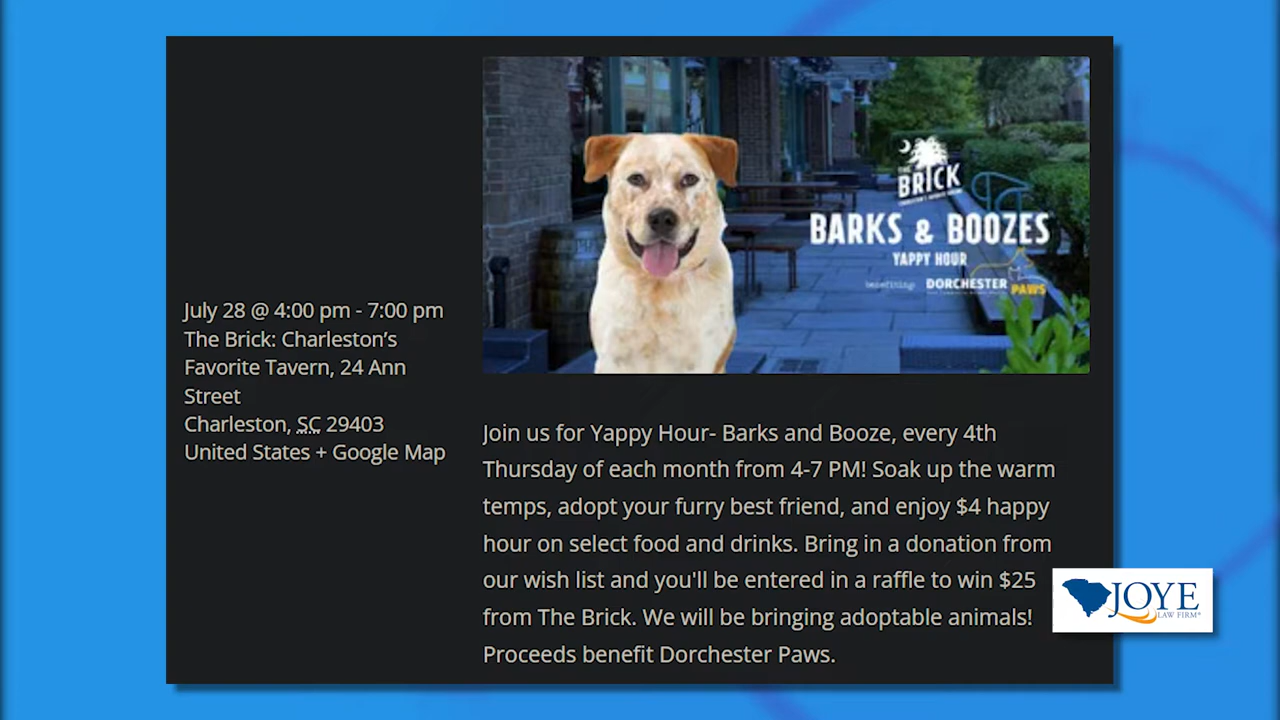 July 28 @ 4:00 pm - 7:00 pm
The Brick: Charleston's
Favorite Tavern, 24 Ann
Street
Charleston, SC 29403
United States + Google Map
THE
BRICK
BARKS & BOOZES
YAPPY HOUR
benefiting DORCHESTER PAWS
Join us for Yappy Hour- Barks and Booze, every 4th
Thursday of each month from 4-7 PM! Soak up the warm
temps, adopt your furry best friend, and enjoy $4 happy
hour on select food and drinks. Bring in a donation from
our wish list and you'll be entered in a raffle to win $25
from The Brick. We will be bringing adoptable animals!
Proceeds benefit Dorchester Paws.
JOYE
LAW FIRM®